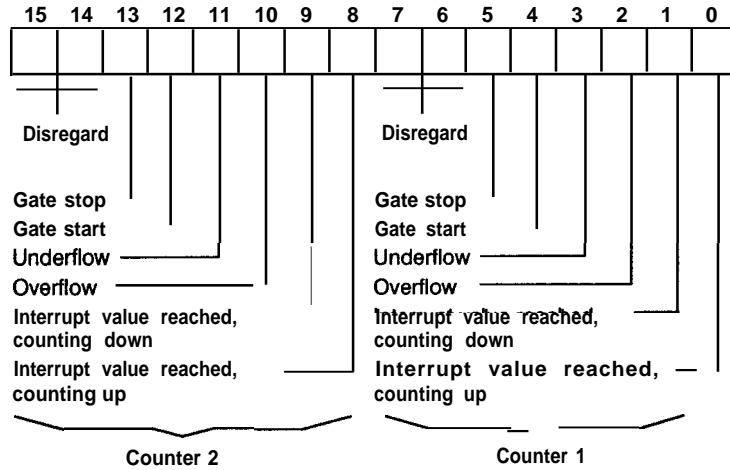 15 14 13 12 11 10 9 8 7 6 5 4 3 2 1 0
Disregard
Gate stop
Gate start
Underflow
Overflow
Interrupt value reached,
counting down
Interrupt value reached,
counting up
Counter 2
Disregard
Gate stop
Gate start
Underflow
Overflow
Interrupt value reached,
counting down
Interrupt value reached,
counting up
Counter 1